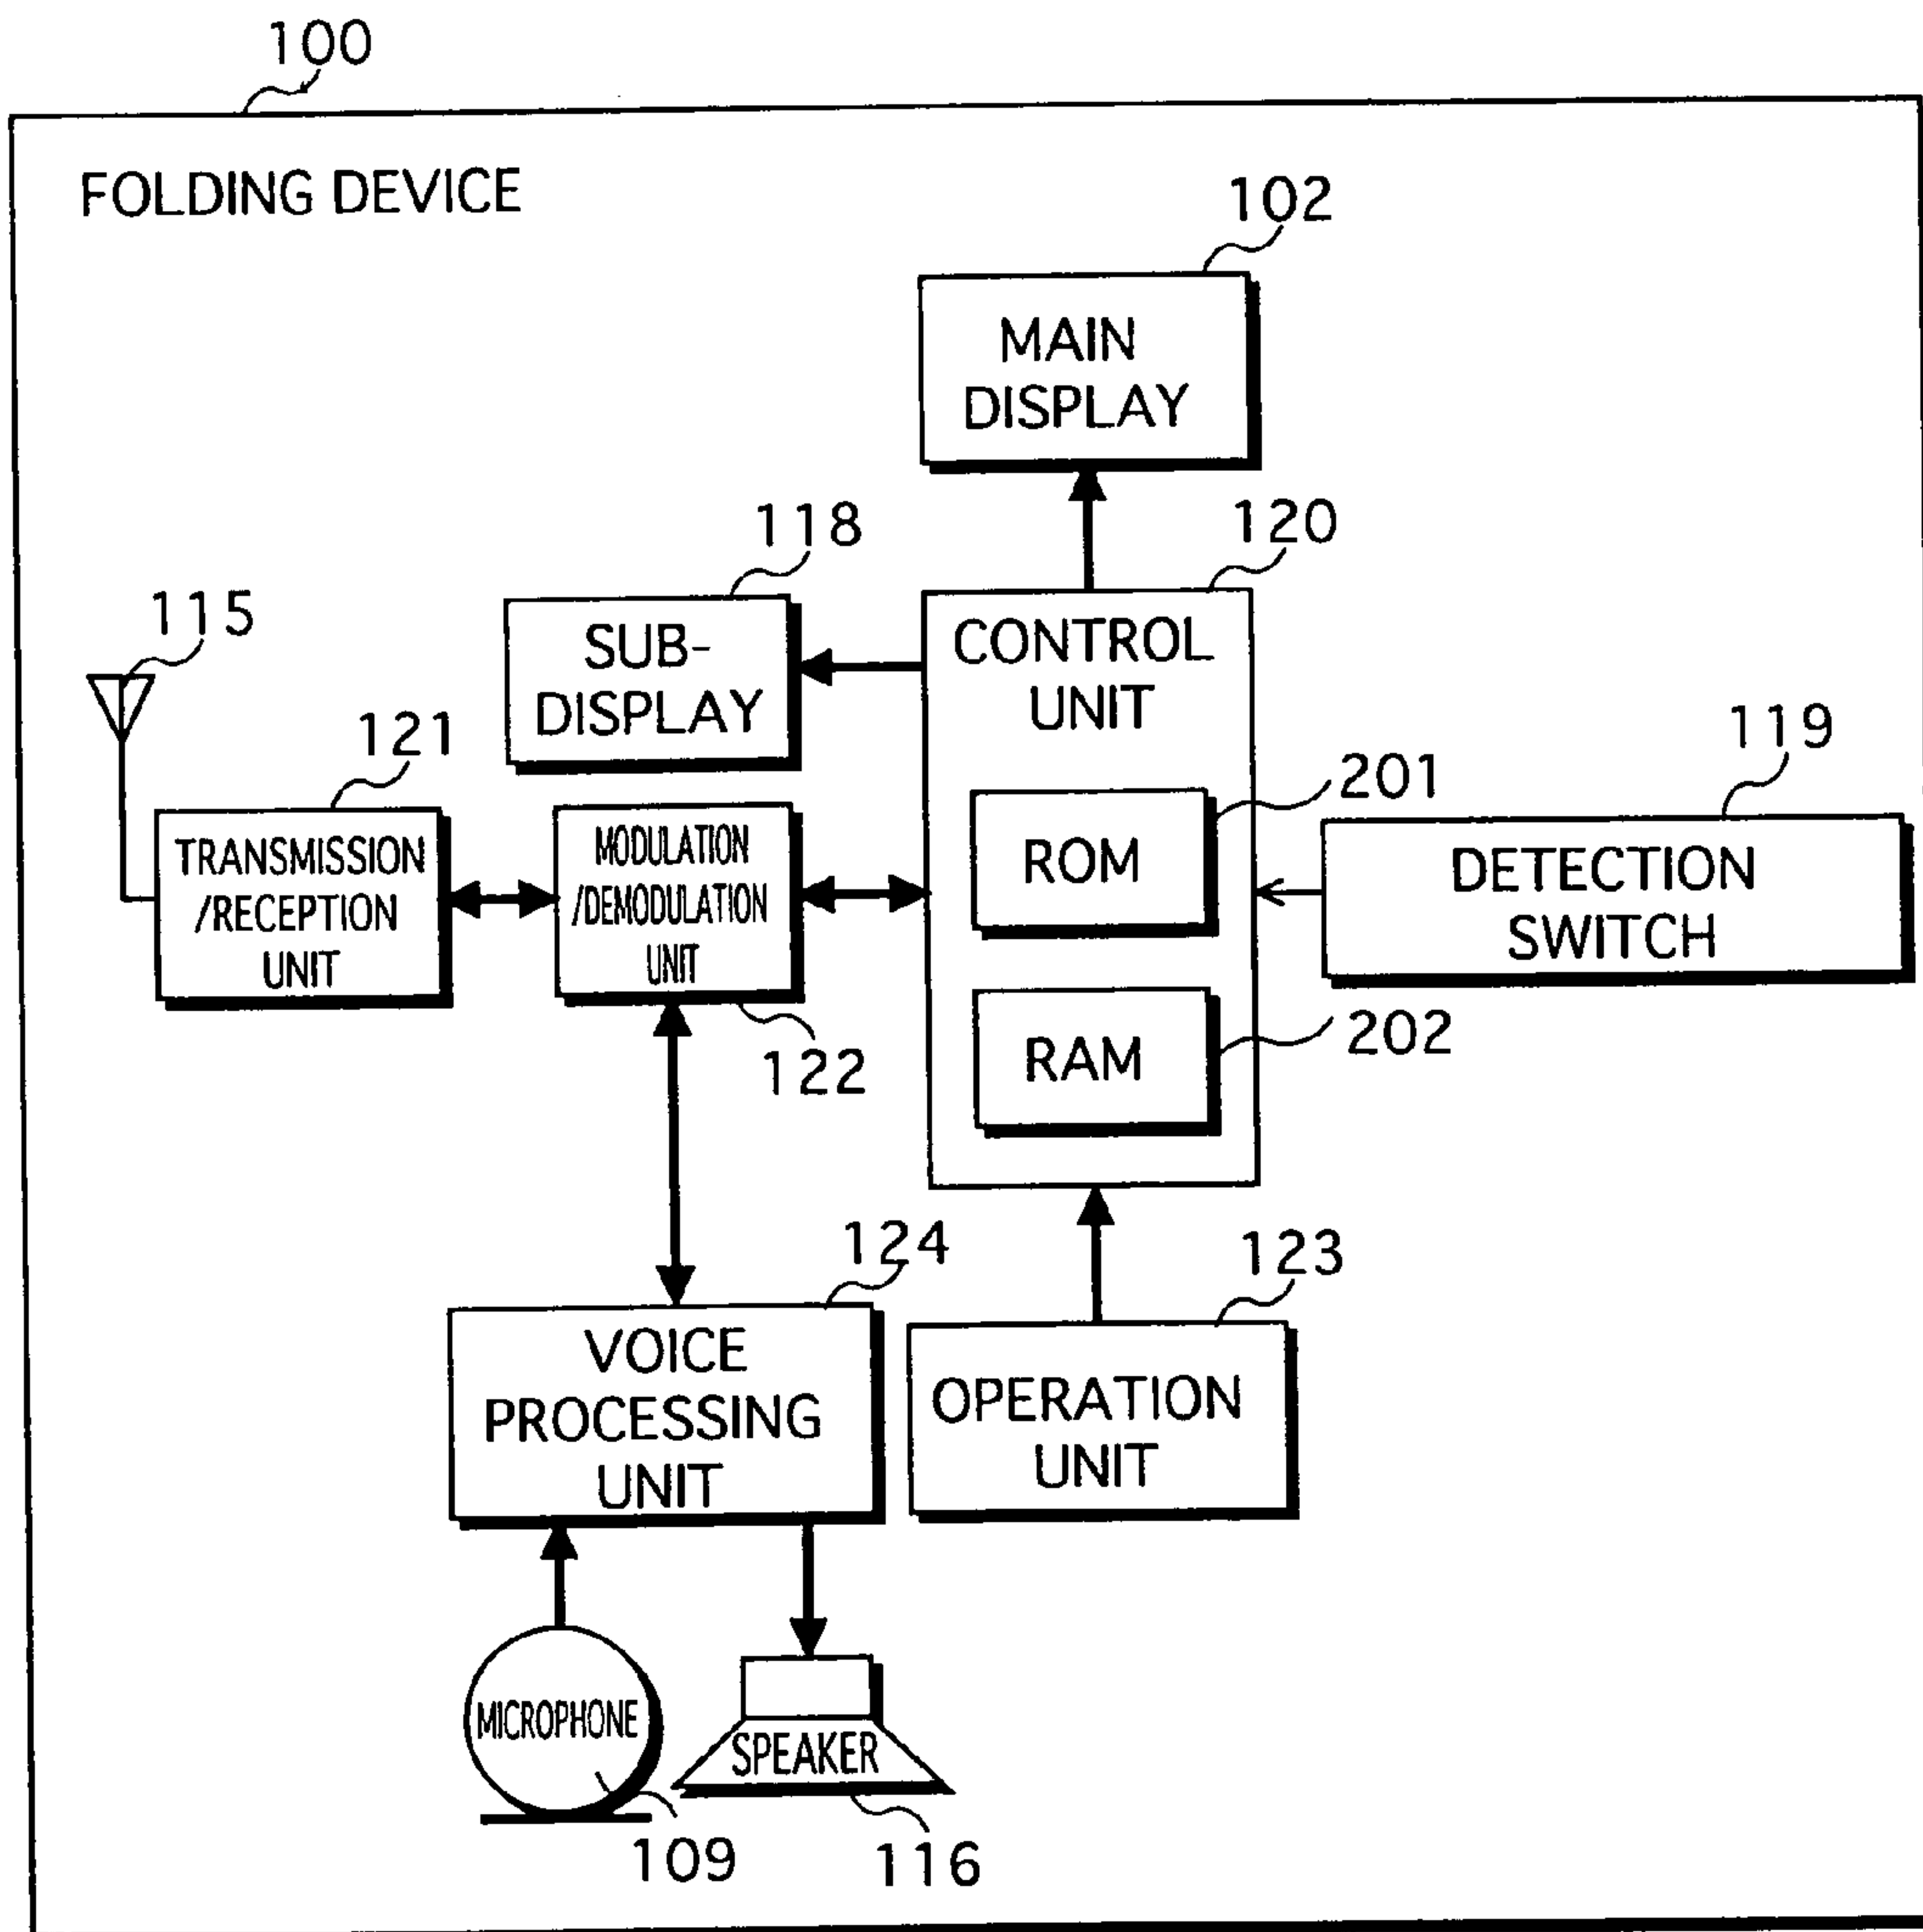 100
FOLDING DEVICE
102
MAIN
DISPLAY
118
120
SUB-
DISPLAY
CONTROL
UNIT
115
121
119
201
TRANSMISSION
/RECEPTION
UNIT
MODULATION
/DEMODULATION
UNIT
ROM
DETECTION
SWITCH
122
RAM
202
124
123
VOICE
PROCESSING
UNIT
OPERATION
UNIT
MICROPHONE
SPEAKER
109
116